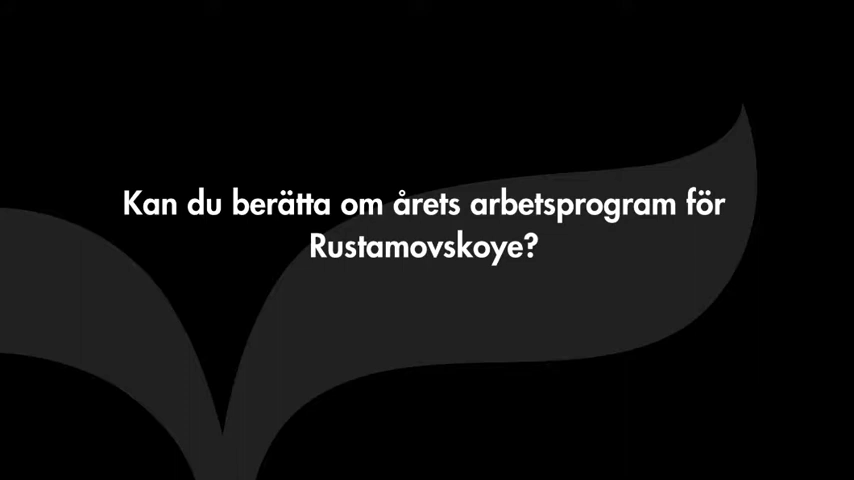 Kan du berätta om årets arbetsprogram för
Rustamovskoye?